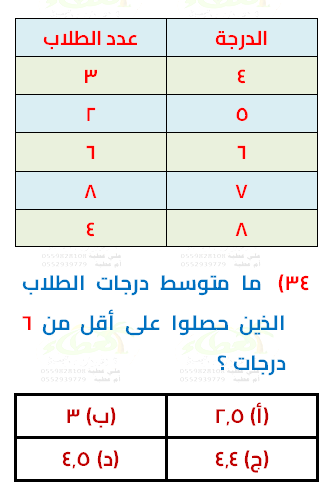 الدرجة عدد الطلاب
٤ ٣
٥ ٢
٦ ٦
٧ ٨
٨ ٤
٣٤) ما متوسط درجات الطلاب
الذين حصلوا على أقل من ٦
درجات ؟
(أ) ٢,٥ (ب) ٣
(ج) ٤,٤ (د) ٤,٥